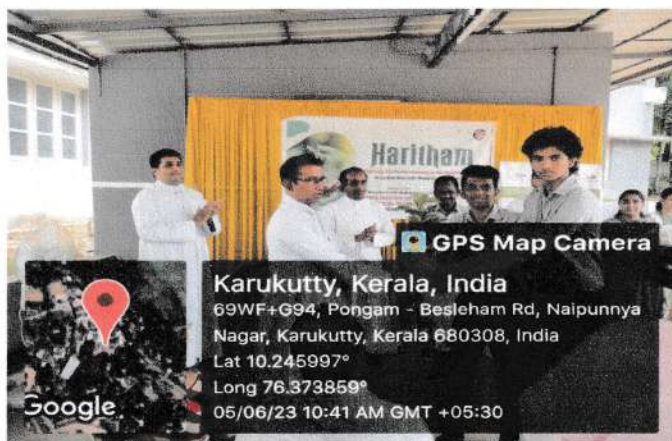 Haritham
GPS Map Camera
Karukutty, Kerala, India
69WF+G94, Pongam - Besleham Rd, Naipunnya
Nagar, Karukutty, Kerala 680308, India
Lat 10.245997°
Long 76.373859°
05/06/23 10:41 AM GMT +05:30
Google